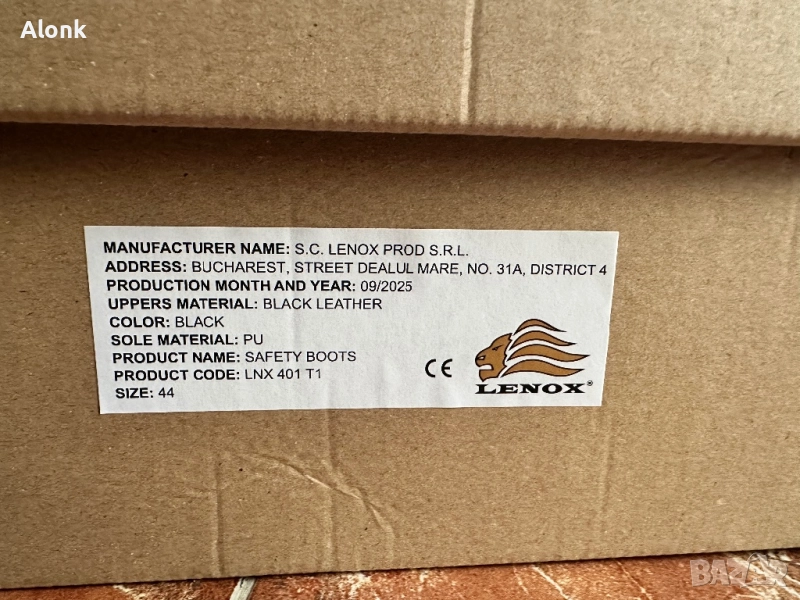 Alonk
MANUFACTURER NAME: S.C. LENOX PROD S.R.L.
ADDRESS: BUCHAREST, STREET DEALUL MARE, NO. 31A, DISTRICT 4
PRODUCTION MONTH AND YEAR: 09/2025
UPPERS MATERIAL: BLACK LEATHER
COLOR: BLACK
SOLE MATERIAL: PU
PRODUCT NAME: SAFETY BOOTS
PRODUCT CODE: LNX 401 T1
SIZE: 44
CE
LENOX®
BAZAR